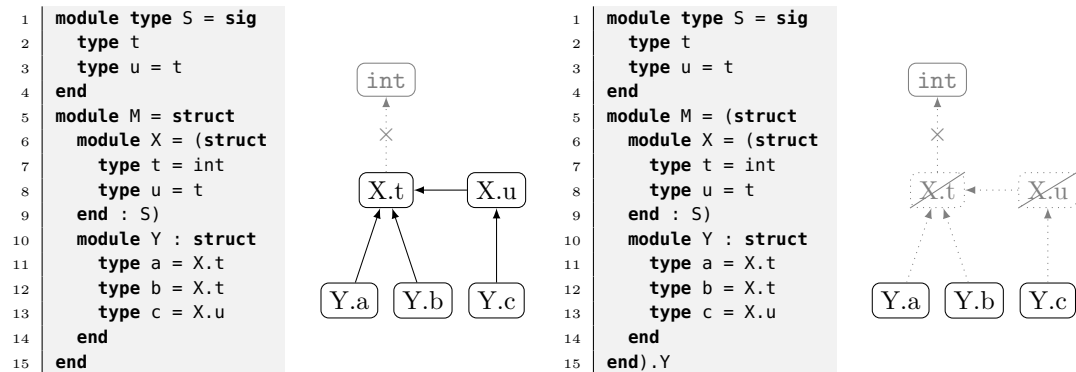 1 module type S = sig
2 type t
3 type u = t
4 end
5 module M = struct
6 module X = (struct
7 type t = int
8 type u = t
9 end : S)
10 module Y : struct
11 type a = X.t
12 type b = X.t
13 type c = X.u
14 end
15 end
int
X.t X.u
Y.a Y.b Y.c
1 module type S = sig
2 type t
3 type u = t
4 end
5 module M = (struct
6 module X = (struct
7 type t = int
8 type u = t
9 end : S)
10 module Y : struct
11 type a = X.t
12 type b = X.t
13 type c = X.u
14 end
15 end).Y
int
X.t X.u
Y.a Y.b Y.c